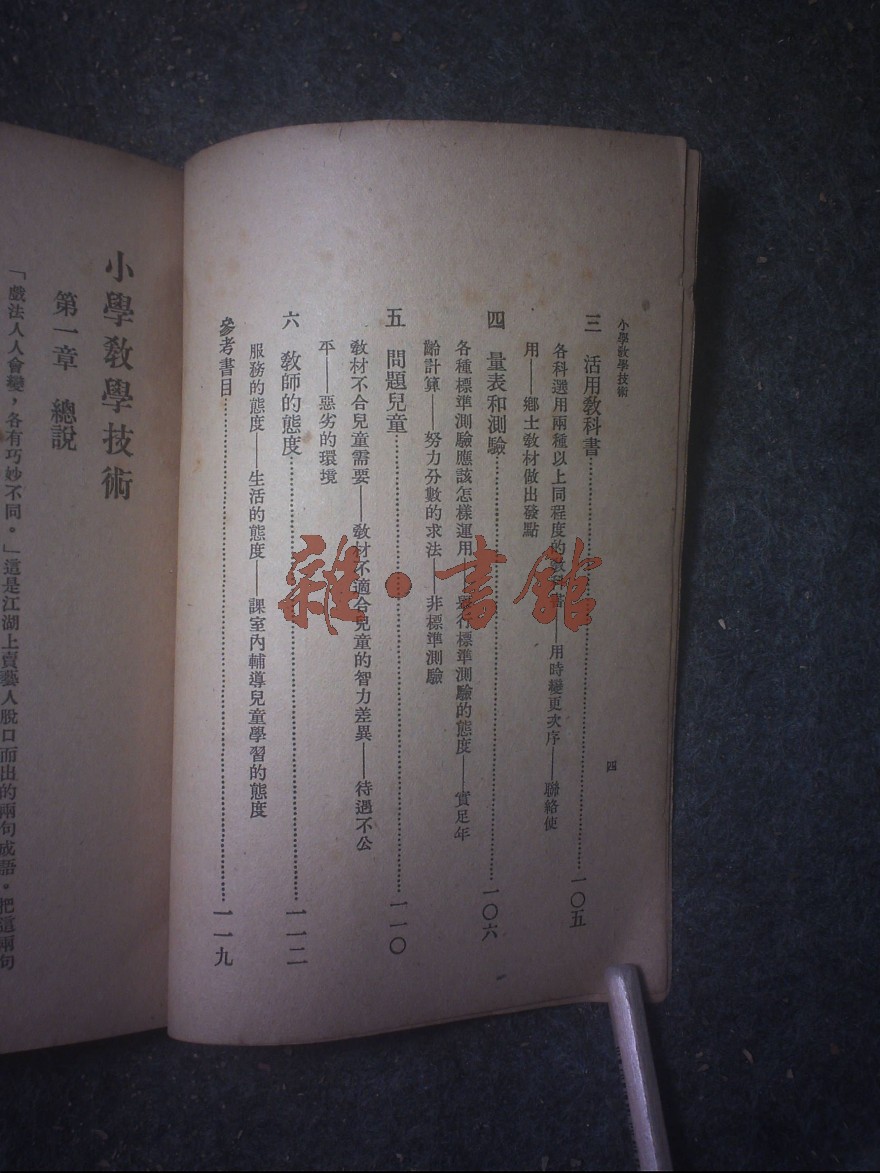 小學教學技術
四
三　活用教科書………一〇五
各科選用兩種以上同程度的教科書——用時變更次序——聯絡使
用——鄉土教材做出發點
四　量表和測驗………一〇六
各種標準測驗應該怎樣運用　舉行標準測驗的態度——實足年
齡計算——努力分數的求法——非標準測驗
五　問題兒童………一一〇
教材不合兒童需要——教材不適合兒童的智力差異——待遇不公
平——惡劣的環境
六　教師的態度………一一二
服務的態度——生活的態度——課室內輔導兒童學習的態度
參考書目………一一九
小學教學技術
第一章　總說
「戲法人人會變，各有巧妙不同。」這是江湖上賣藝人脫口而出的兩句成語。把這兩句
雜·書館